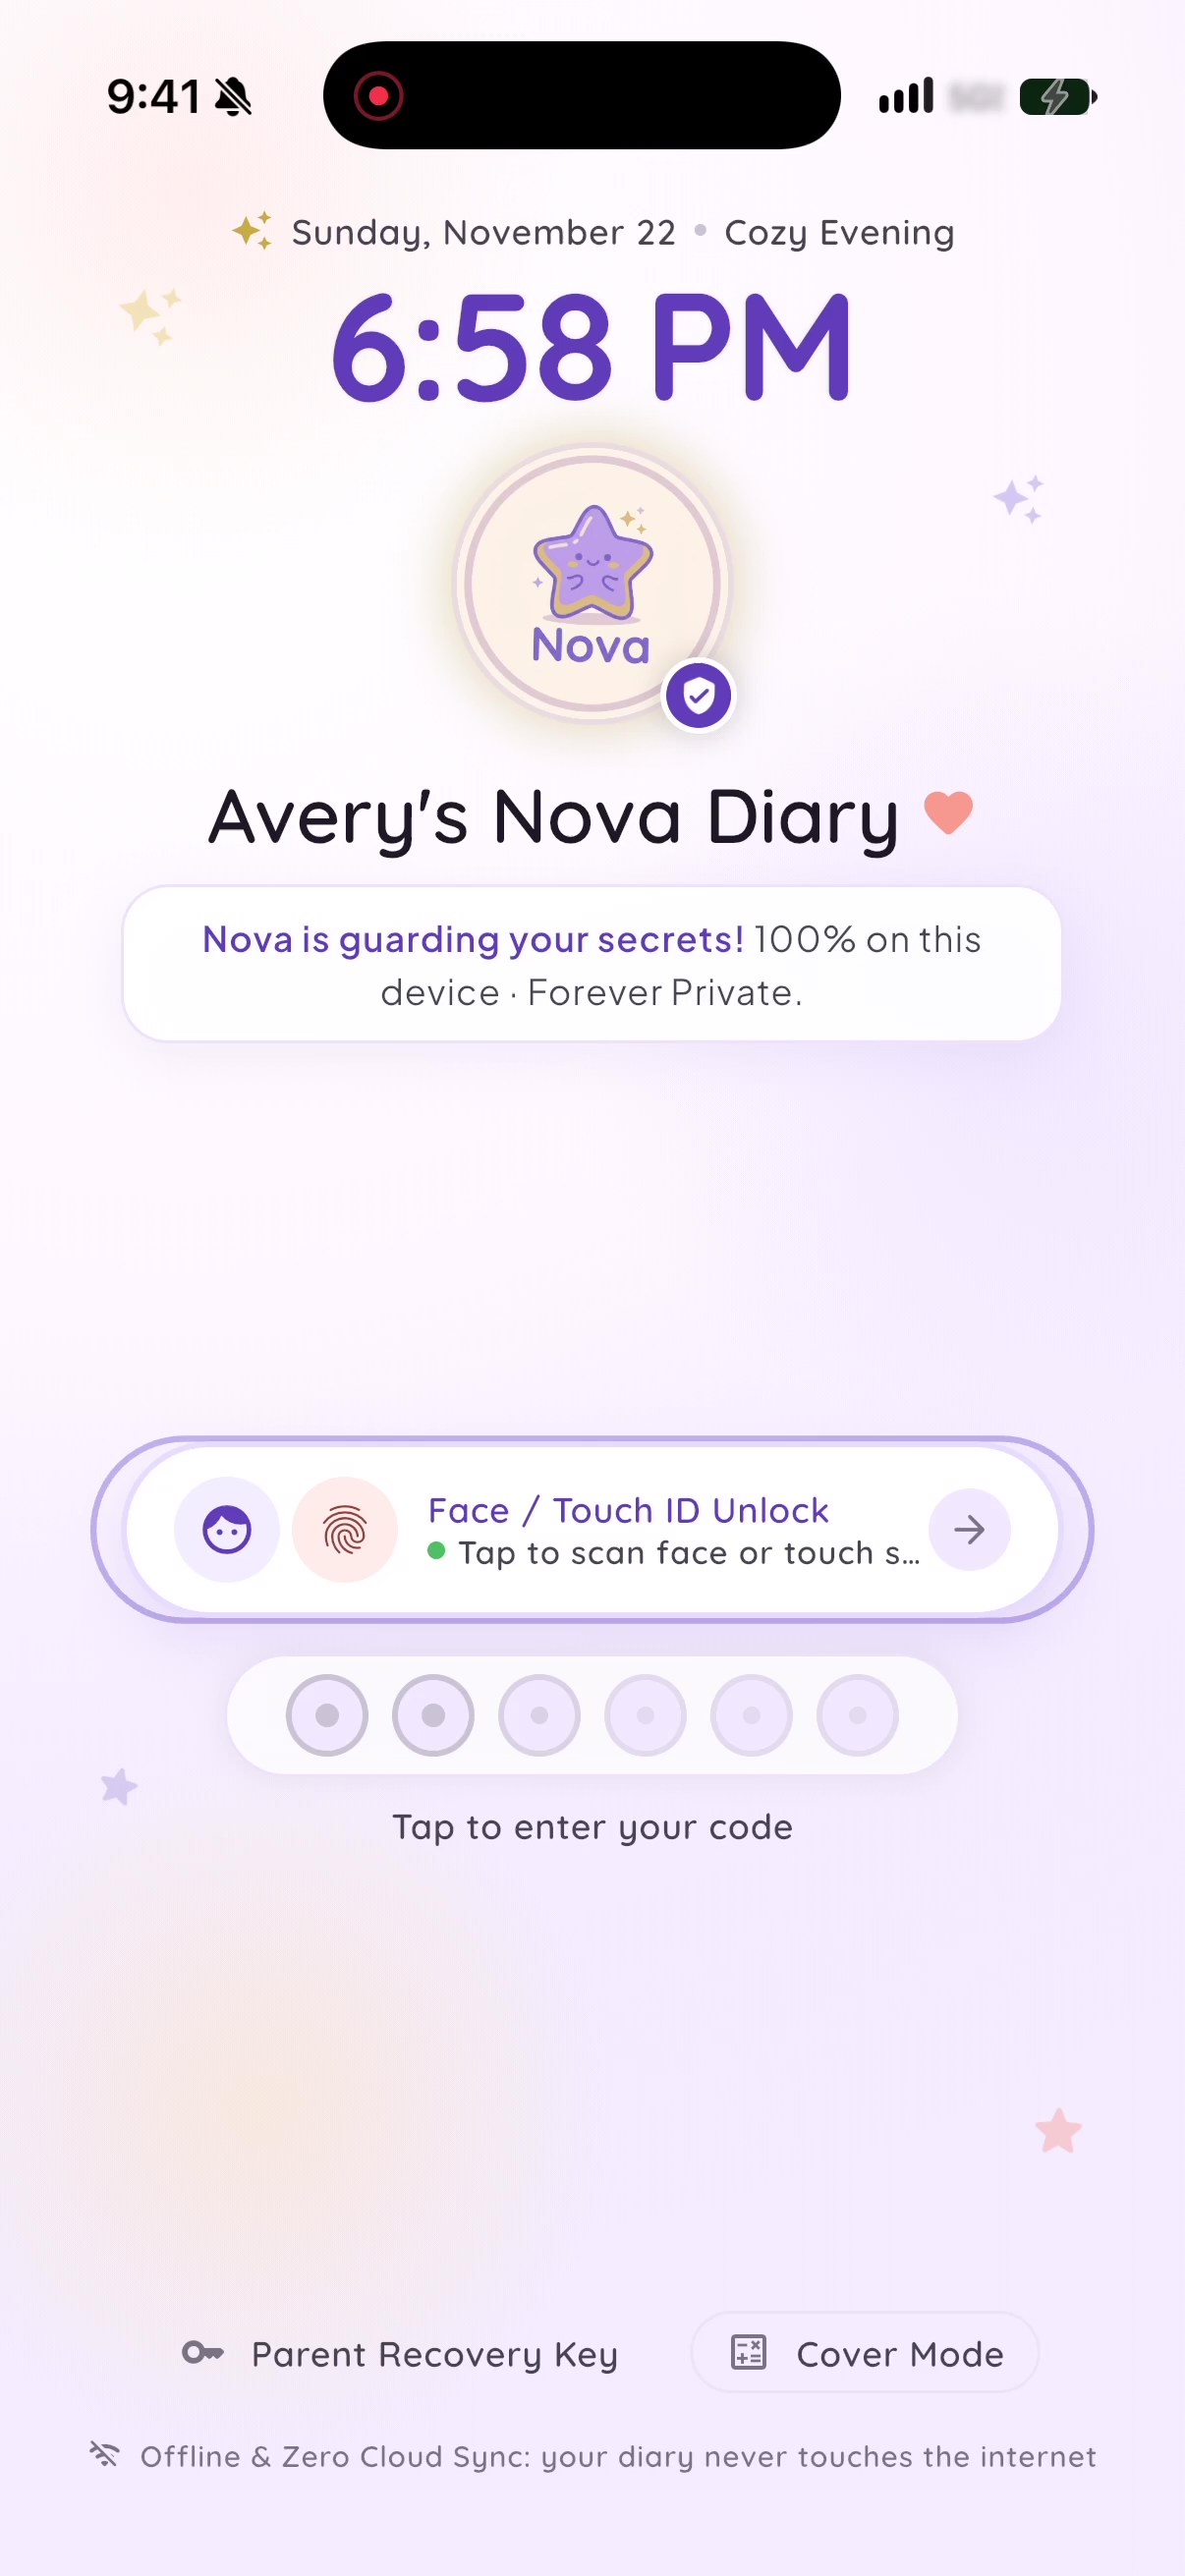 9:41
Sunday, November 22 • Cozy Evening
6:58 PM
Nova
Avery's Nova Diary
Nova is guarding your secrets! 100% on this
device · Forever Private.
Face / Touch ID Unlock
Tap to scan face or touch s...
Tap to enter your code
Parent Recovery Key
Cover Mode
Offline & Zero Cloud Sync: your diary never touches the internet